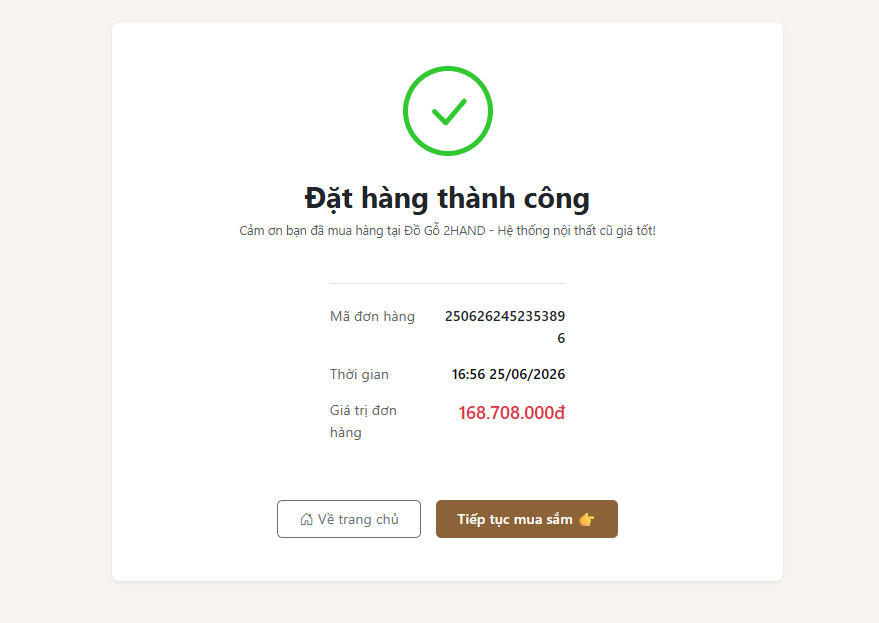 Đặt hàng thành công
Cảm ơn bạn đã mua hàng tại Đồ Gỗ 2HAND - Hệ thống nội thất cũ giá tốt!
Mã đơn hàng 250626245235389
6
Thời gian 16:56 25/06/2026
Giá trị đơn 168.708.000đ
hàng
Về trang chủ Tiếp tục mua sắm 👉